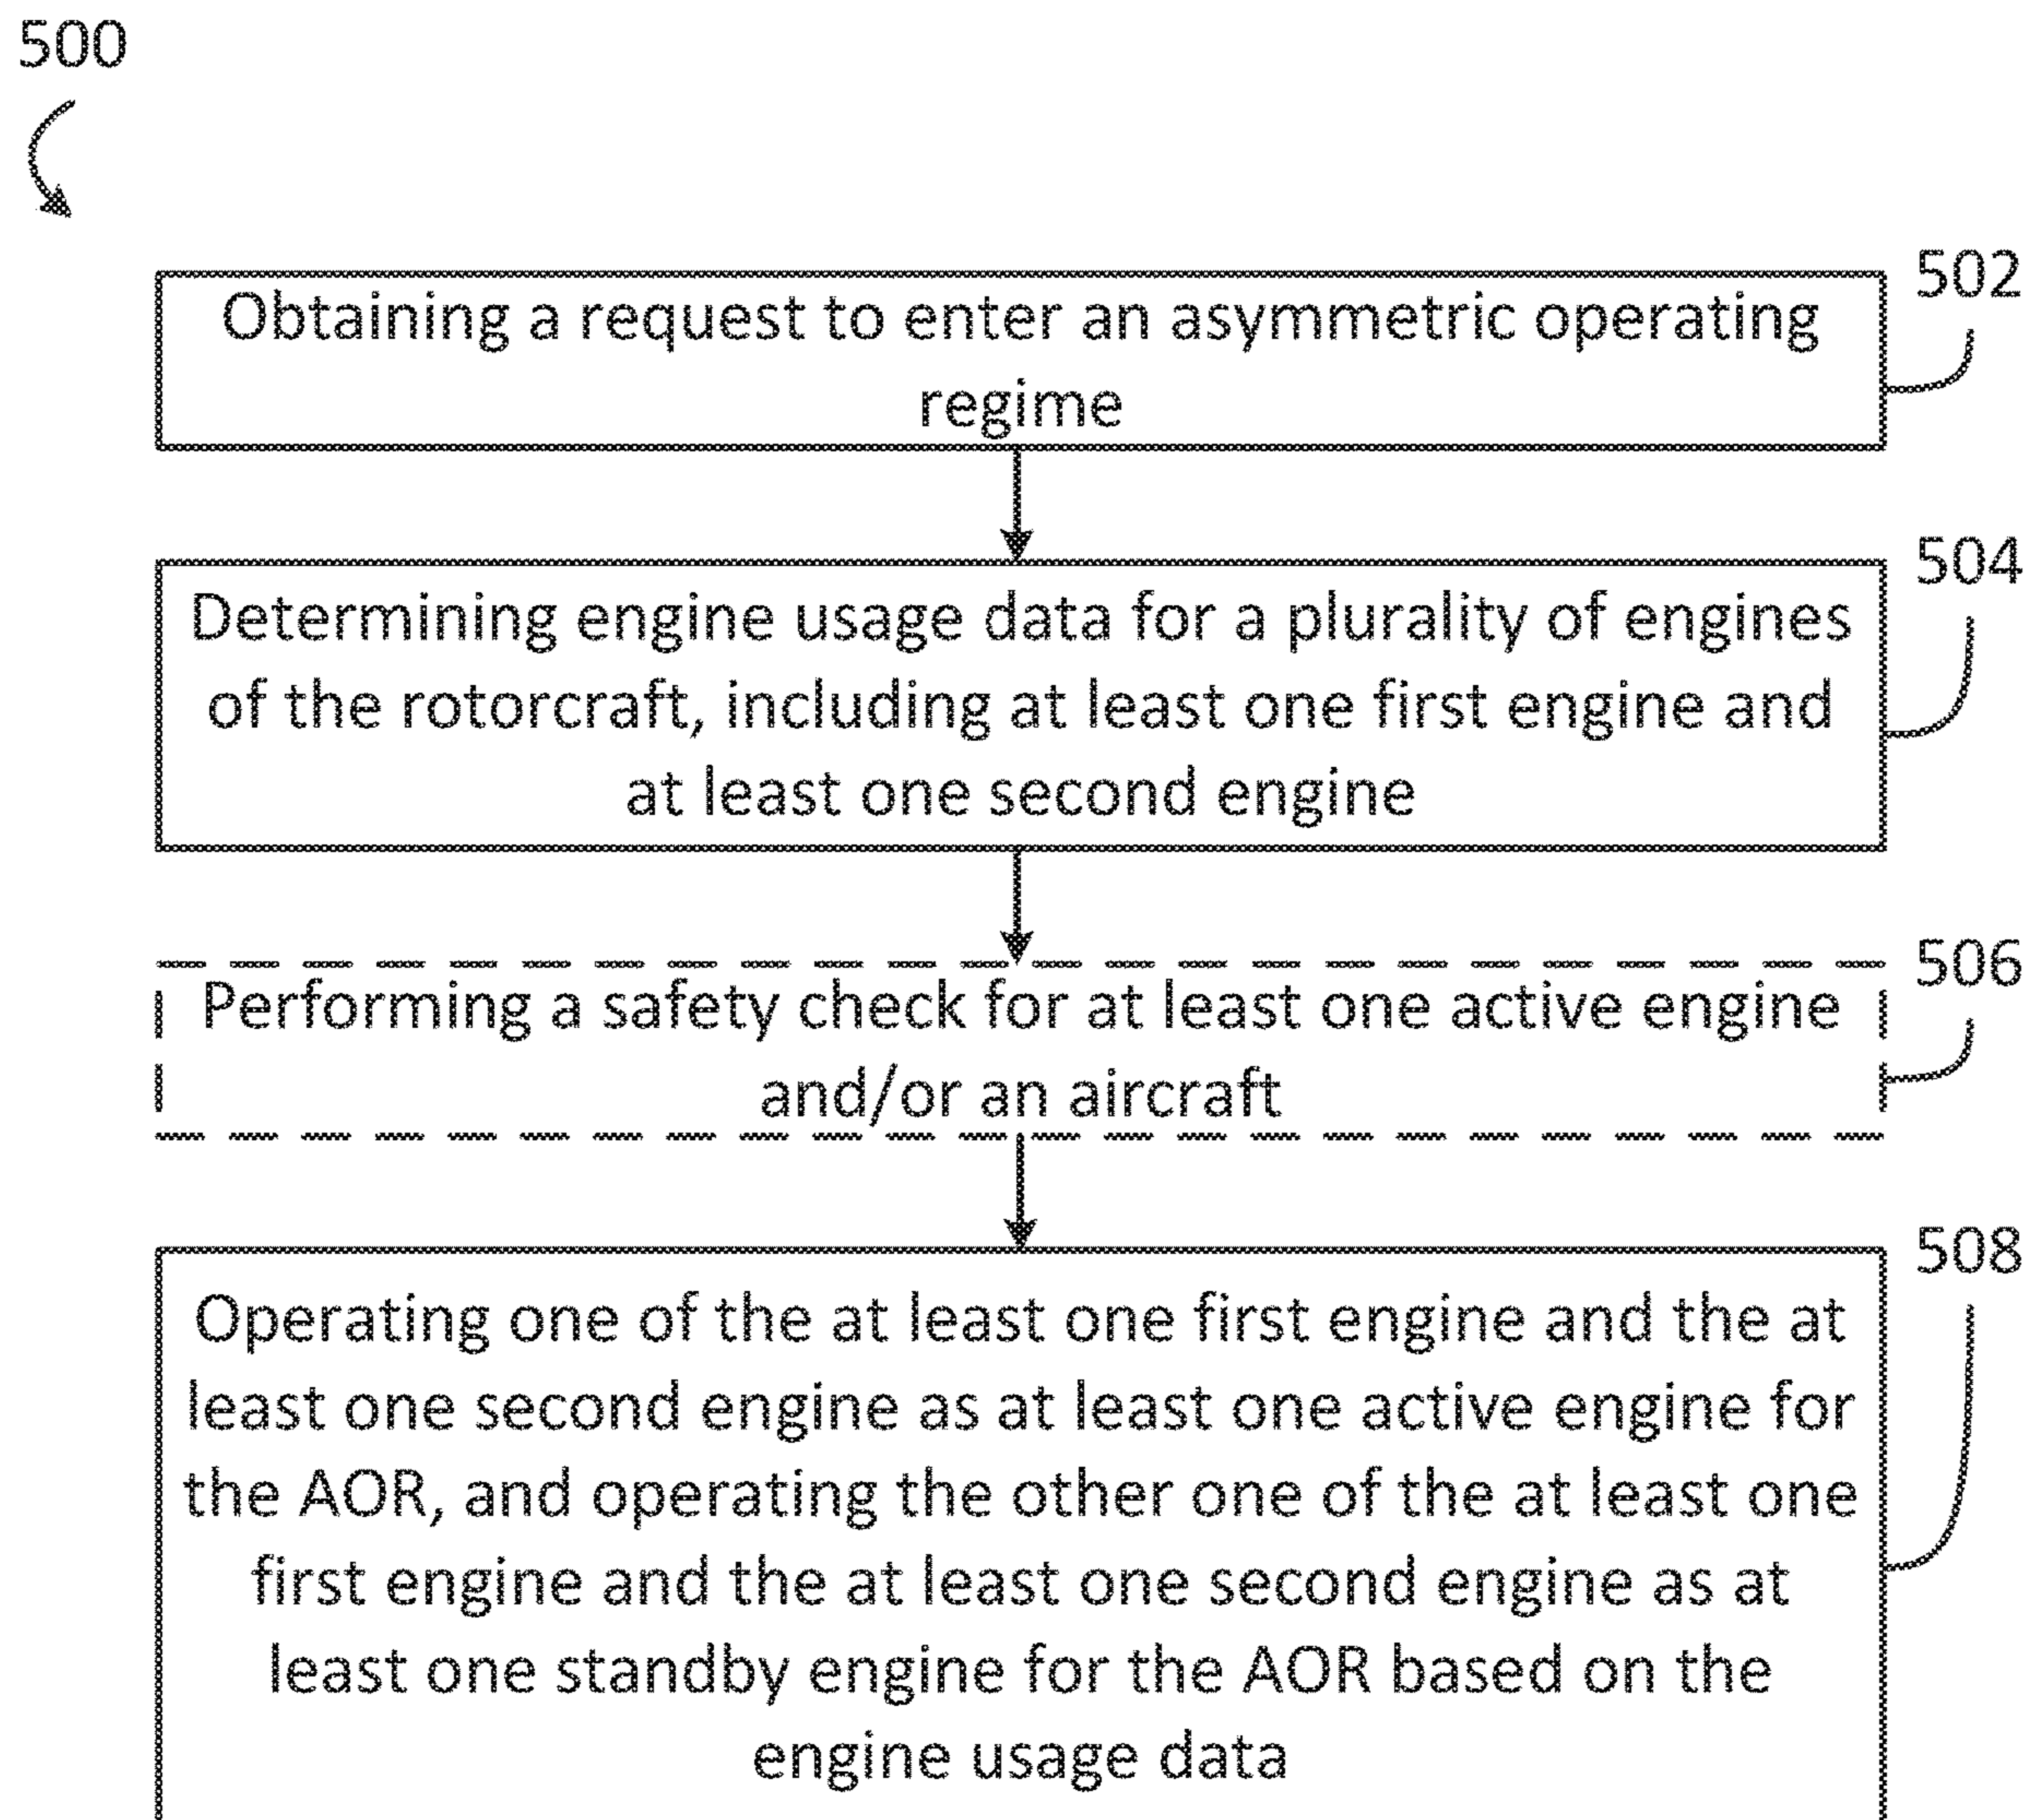 500
502
Obtaining a request to enter an asymmetric operating
regime
504
Determining engine usage data for a plurality of engines
of the rotorcraft, including at least one first engine and
at least one second engine
506
Performing a safety check for at least one active engine
and/or an aircraft
508
Operating one of the at least one first engine and the at
least one second engine as at least one active engine for
the AOR, and operating the other one of the at least one
first engine and the at least one second engine as at
least one standby engine for the AOR based on the
engine usage data